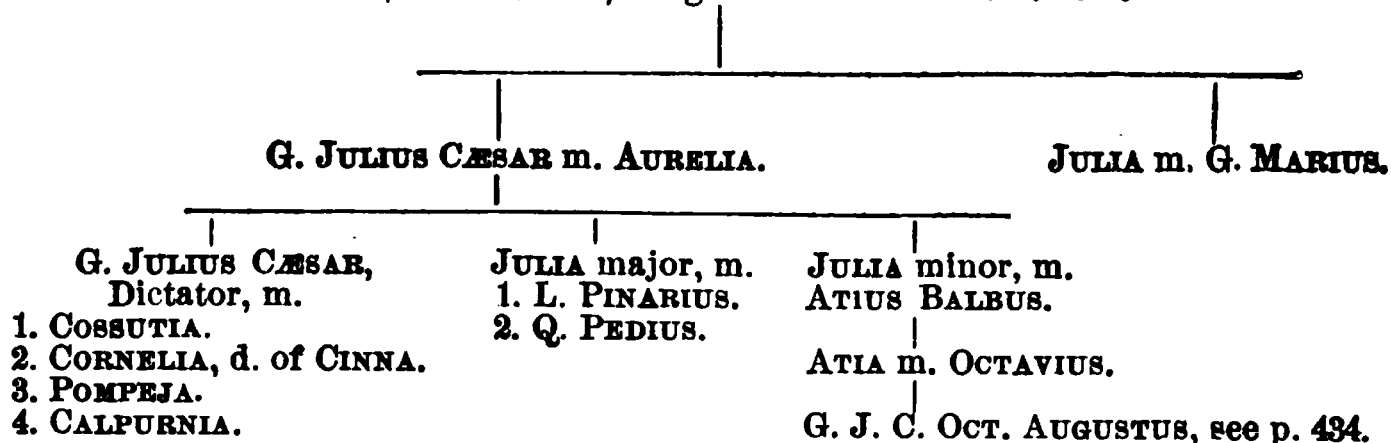 G. JULIUS CÆSAR m. AURELIA.
JULIA m. G. MARIUS.
G. JULIUS CÆSAR,
Dictator, m.
1. COSSUTIA.
2. CORNELIA, d. of CINNA.
3. POMPEJA.
4. CALPURNIA.
JULIA major, m.
1. L. PINARIUS.
2. Q. PEDIUS.
JULIA minor, m.
ATIUS BALBUS.
ATIA m. OCTAVIUS.
G. J. C. OCT. AUGUSTUS, see p. 434.